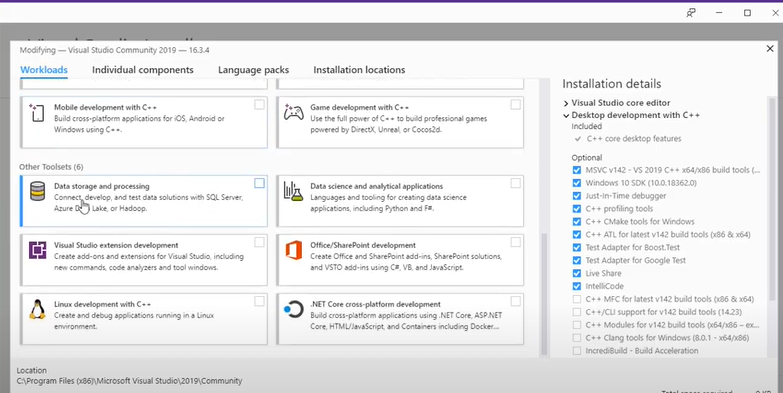 Modifying — Visual Studio Community 2019 — 16.3.4
Workloads
Individual components
Language packs
Installation locations
Mobile development with C++
Build cross-platform applications for iOS, Android or
Windows using C++.
Game development with C++
Use the full power of C++ to build professional games
powered by DirectX, Unreal, or Cocos2d.
Other Toolsets (6)
Data storage and processing
Connect, develop, and test data solutions with SQL Server,
Azure Lake, or Hadoop.
Data science and analytical applications
Languages and tooling for creating data science
applications, including Python and F#.
Visual Studio extension development
Create add-ons and extensions for Visual Studio, including
new commands, code analyzers and tool windows.
Office/SharePoint development
Create Office and SharePoint add-ins, SharePoint solutions,
and VSTO add-ins using C#, VB, and JavaScript.
Linux development with C++
Create and debug applications running in a Linux
environment.
.NET Core cross-platform development
Build cross-platform applications using .NET Core, ASP.NET
Core, HTML/JavaScript, and Containers including Docker...
Installation details
Visual Studio core editor
Desktop development with C++
Included
C++ core desktop features
Optional
MSVC v142 - VS 2019 C++ x64/x86 build tools (...
Windows 10 SDK (10.0.18362.0)
Just-In-Time debugger
C++ profiling tools
C++ CMake tools for Windows
C++ ATL for latest v142 build tools (x86 & x64)
Test Adapter for Boost.Test
Test Adapter for Google Test
Live Share
IntelliCode
C++ MFC for latest v142 build tools (x86 & x64)
C++/CLI support for v142 build tools (14.23)
C++ Modules for v142 build tools (x64/x86 – ex...
C++ Clang tools for Windows (8.0.1 - x64/x86)
IncrediBuild - Build Acceleration
Location
C:\Program Files (x86)\Microsoft Visual Studio\2019\Community